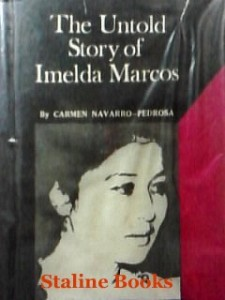 The Untold
Story of
Imelda Marcos
By CARMEN NAVARRO-PEDROSA
Staline Books